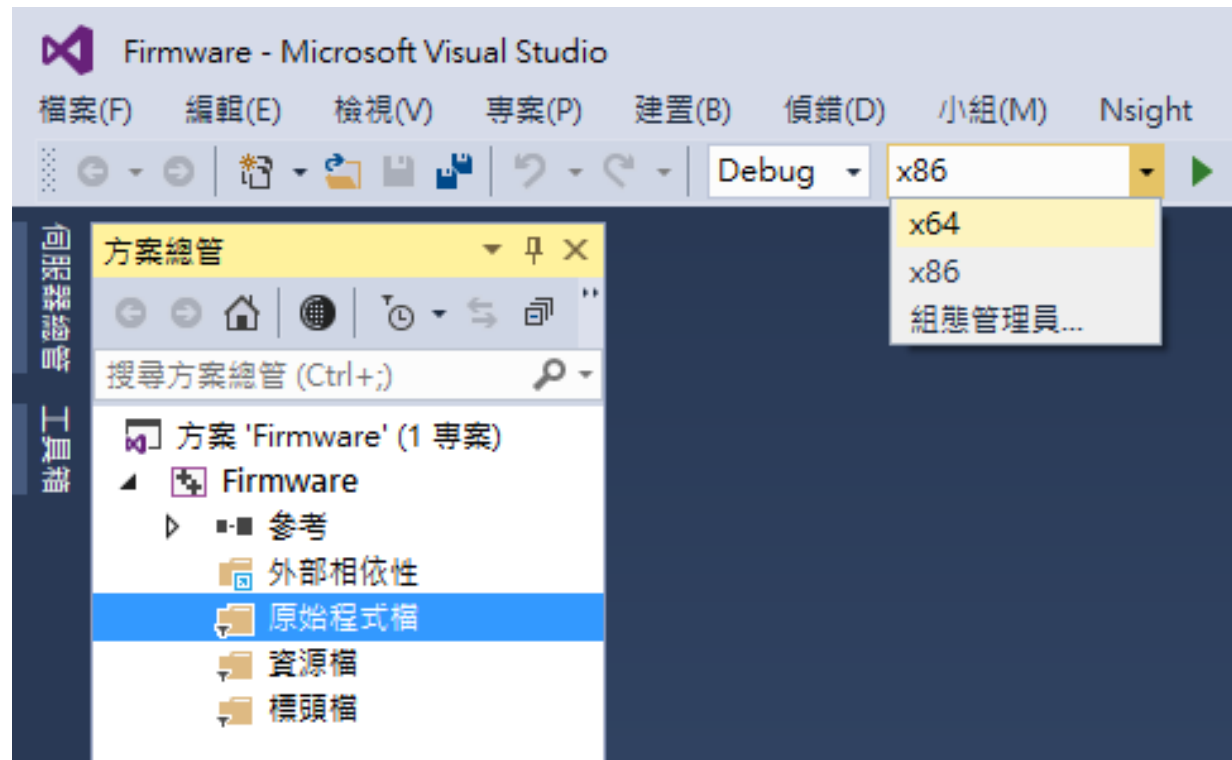 Firmware - Microsoft Visual Studio
檔案(F) 編輯(E) 檢視(V) 專案(P) 建置(B) 偵錯(D) 小組(M) Nsight
Debug x86
x64
x86
組態管理員...
伺服器總管
工具箱
方案總管
搜尋方案總管 (Ctrl+;)
方案 'Firmware' (1 專案)
Firmware
參考
外部相依性
原始程式檔
資源檔
標頭檔